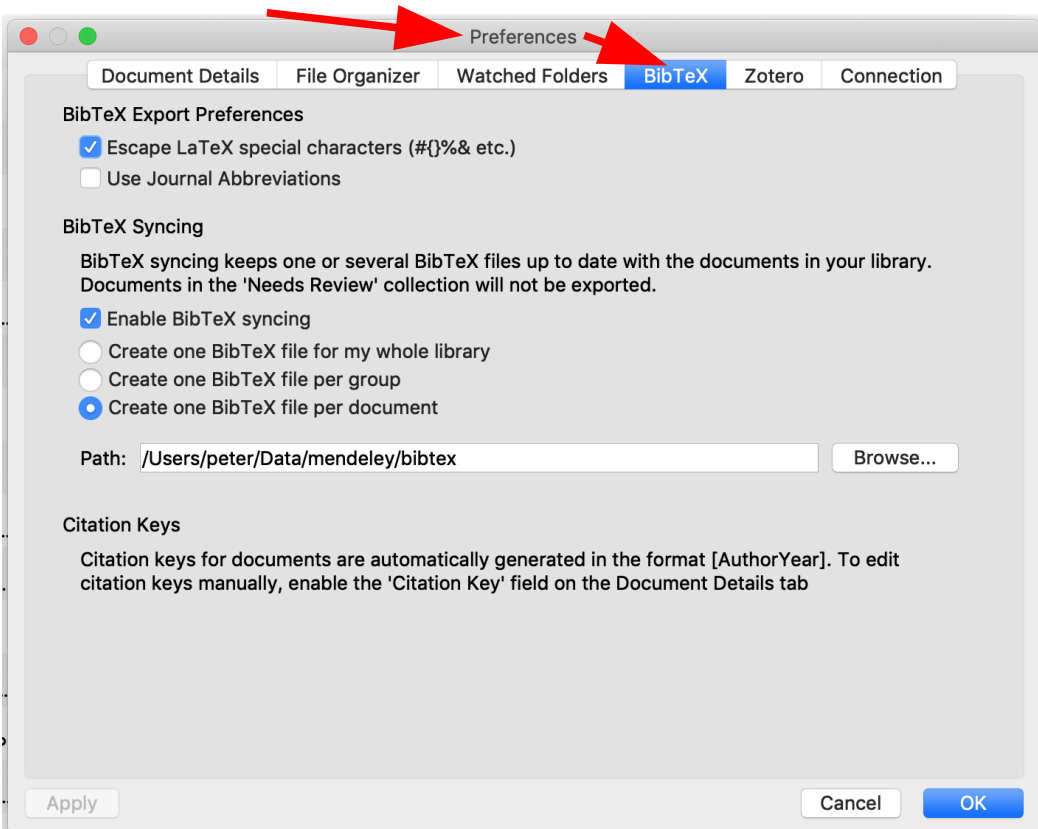 Preferences
Document Details File Organizer Watched Folders BibTeX Zotero Connection
BibTeX Export Preferences
Escape LaTeX special characters (#{}%& etc.)
Use Journal Abbreviations
BibTeX Syncing
BibTeX syncing keeps one or several BibTeX files up to date with the documents in your library.
Documents in the 'Needs Review' collection will not be exported.
Enable BibTeX syncing
Create one BibTeX file for my whole library
Create one BibTeX file per group
Create one BibTeX file per document
Path: /Users/peter/Data/mendeley/bibtex Browse...
Citation Keys
Citation keys for documents are automatically generated in the format [AuthorYear]. To edit
citation keys manually, enable the 'Citation Key' field on the Document Details tab
Apply Cancel OK